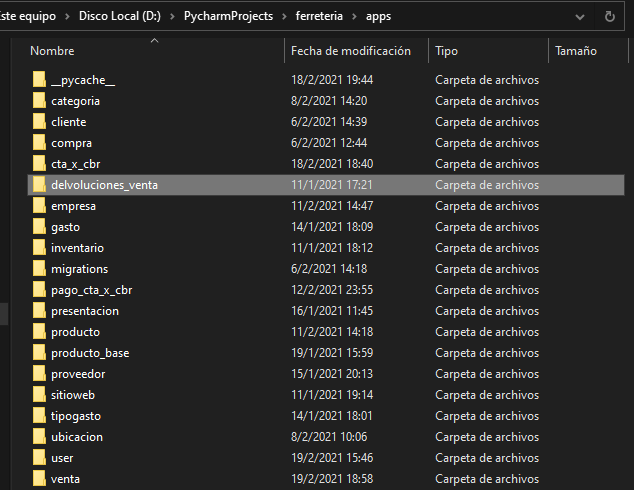 Este equipo > Disco Local (D:) > PycharmProjects > ferreteria > apps
Nombre Fecha de modificación Tipo Tamaño
__pycache__ 18/2/2021 19:44 Carpeta de archivos
categoria 8/2/2021 14:20 Carpeta de archivos
cliente 6/2/2021 14:39 Carpeta de archivos
compra 6/2/2021 12:44 Carpeta de archivos
cta_x_cbr 18/2/2021 18:40 Carpeta de archivos
delvoluciones_venta 11/1/2021 17:21 Carpeta de archivos
empresa 11/2/2021 14:47 Carpeta de archivos
gasto 14/1/2021 18:09 Carpeta de archivos
inventario 11/1/2021 18:12 Carpeta de archivos
migrations 6/2/2021 14:18 Carpeta de archivos
pago_cta_x_cbr 12/2/2021 23:55 Carpeta de archivos
presentacion 16/1/2021 11:45 Carpeta de archivos
producto 11/2/2021 14:18 Carpeta de archivos
producto_base 19/1/2021 15:59 Carpeta de archivos
proveedor 15/1/2021 20:13 Carpeta de archivos
sitioweb 11/1/2021 19:14 Carpeta de archivos
tipogasto 14/1/2021 18:01 Carpeta de archivos
ubicacion 8/2/2021 10:06 Carpeta de archivos
user 19/2/2021 15:46 Carpeta de archivos
venta 19/2/2021 18:58 Carpeta de archivos